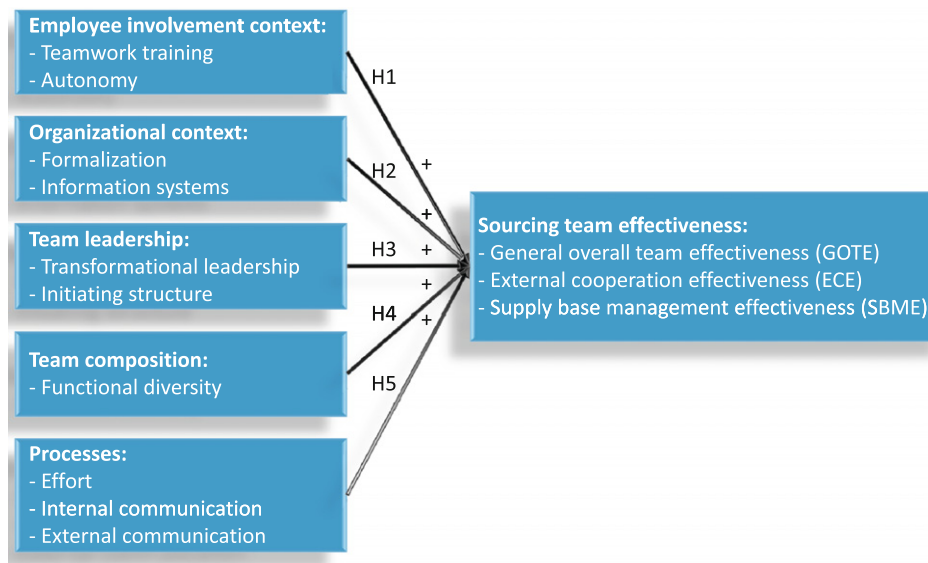 Employee involvement context:
- Teamwork training
- Autonomy
H1
+
Organizational context:
- Formalization
- Information systems
H2
+
Team leadership:
- Transformational leadership
- Initiating structure
H3
+
Team composition:
- Functional diversity
H4
+
Processes:
- Effort
- Internal communication
- External communication
H5
+
Sourcing team effectiveness:
- General overall team effectiveness (GOTE)
- External cooperation effectiveness (ECE)
- Supply base management effectiveness (SBME)